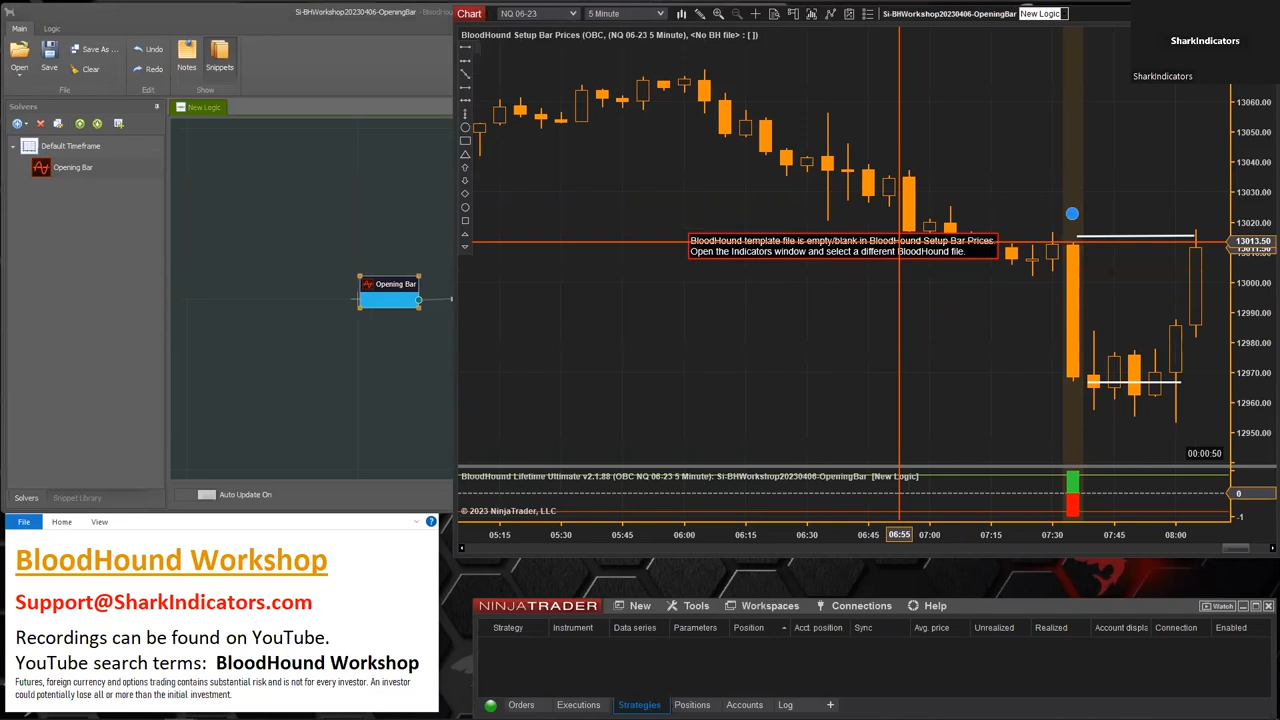 Si-BHWorkshop20230406-OpeningBar - BloodHou
Main
Logic
Open
Save
Save As ...
Clear
Undo
Redo
Notes
Snippets
File
Edit
Show
Solvers
New Logic
Default Timeframe
Opening Bar
Opening Bar
Solvers
Snippet Library
Auto Update On
Chart
NQ 06-23
5 Minute
Si-BHWorkshop20230406-OpeningBar
New Logic
SharkIndicators
SharkIndicators
BloodHound Setup Bar Prices (OBC, (NQ 06-23 5 Minute), <No BH file> : [ ])
BloodHound template file is empty/blank in BloodHound Setup Bar Prices.
Open the Indicators window and select a different BloodHound file.
13060.00
13050.00
13040.00
13030.00
13020.00
13013.50
13000.00
12990.00
12980.00
12970.00
12960.00
12950.00
00:00:50
BloodHound Lifetime Ultimate v2.1.88 (OBC NQ 06-23 5 Minute): Si-BHWorkshop20230406-OpeningBar [New Logic]
0
-1
© 2023 NinjaTrader, LLC
05:15
05:30
05:45
06:00
06:15
06:30
06:45
06:55
07:00
07:15
07:30
07:45
08:00
File
Home
View
BloodHound Workshop
Support@SharkIndicators.com
Recordings can be found on YouTube.
YouTube search terms: BloodHound Workshop
Futures, foreign currency and options trading contains substantial risk and is not for every investor. An investor
could potentially lose all or more than the initial investment.
NINJATRADER
New
Tools
Workspaces
Connections
Help
Watch
Strategy
Instrument
Data series
Parameters
Position
Acct. position
Sync
Avg. price
Unrealized
Realized
Account displa
Connection
Enabled
Orders
Executions
Strategies
Positions
Accounts
Log
+